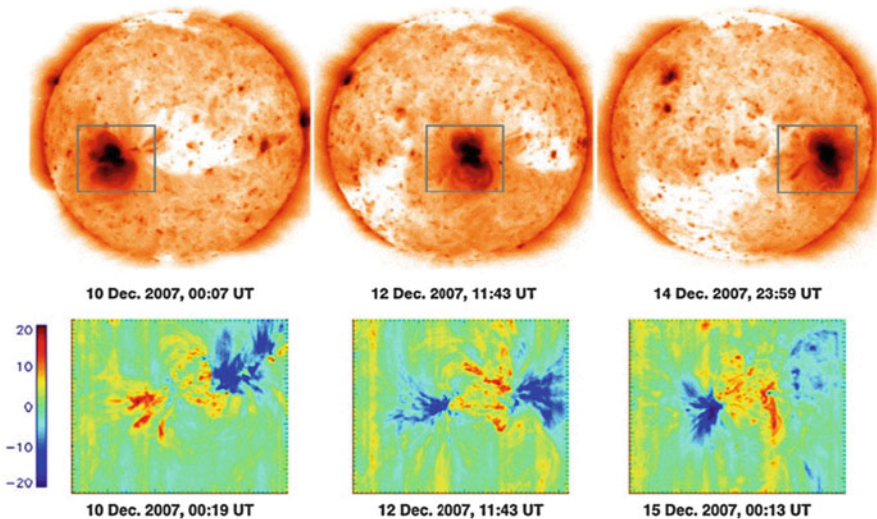 10 Dec. 2007, 00:07 UT
12 Dec. 2007, 11:43 UT
14 Dec. 2007, 23:59 UT
20
10
0
−10
−20
10 Dec. 2007, 00:19 UT
12 Dec. 2007, 11:43 UT
15 Dec. 2007, 00:13 UT